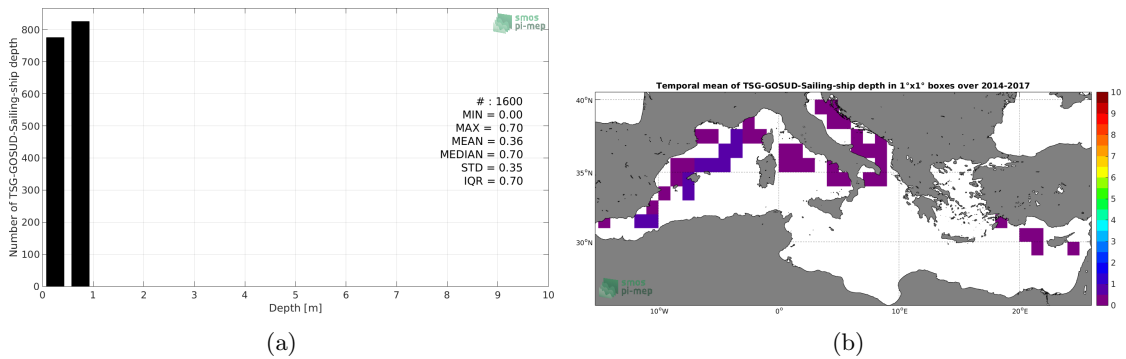 smos
pi-mep
Number of TSG-GOSUD-Sailing-ship depth
800
700
600
500
400
300
200
100
0
# : 1600
MIN = 0.00
MAX = 0.70
MEAN = 0.36
MEDIAN = 0.70
STD = 0.35
IQR = 0.70
0 1 2 3 4 5 6 7 8 9 10
Depth [m]
(a)
Temporal mean of TSG-GOSUD-Sailing-ship depth in 1°x1° boxes over 2014-2017
40°N
35°N
30°N
10°W 0° 10°E 20°E
smos
pi-mep
10
9
8
7
6
5
4
3
2
1
0
(b)